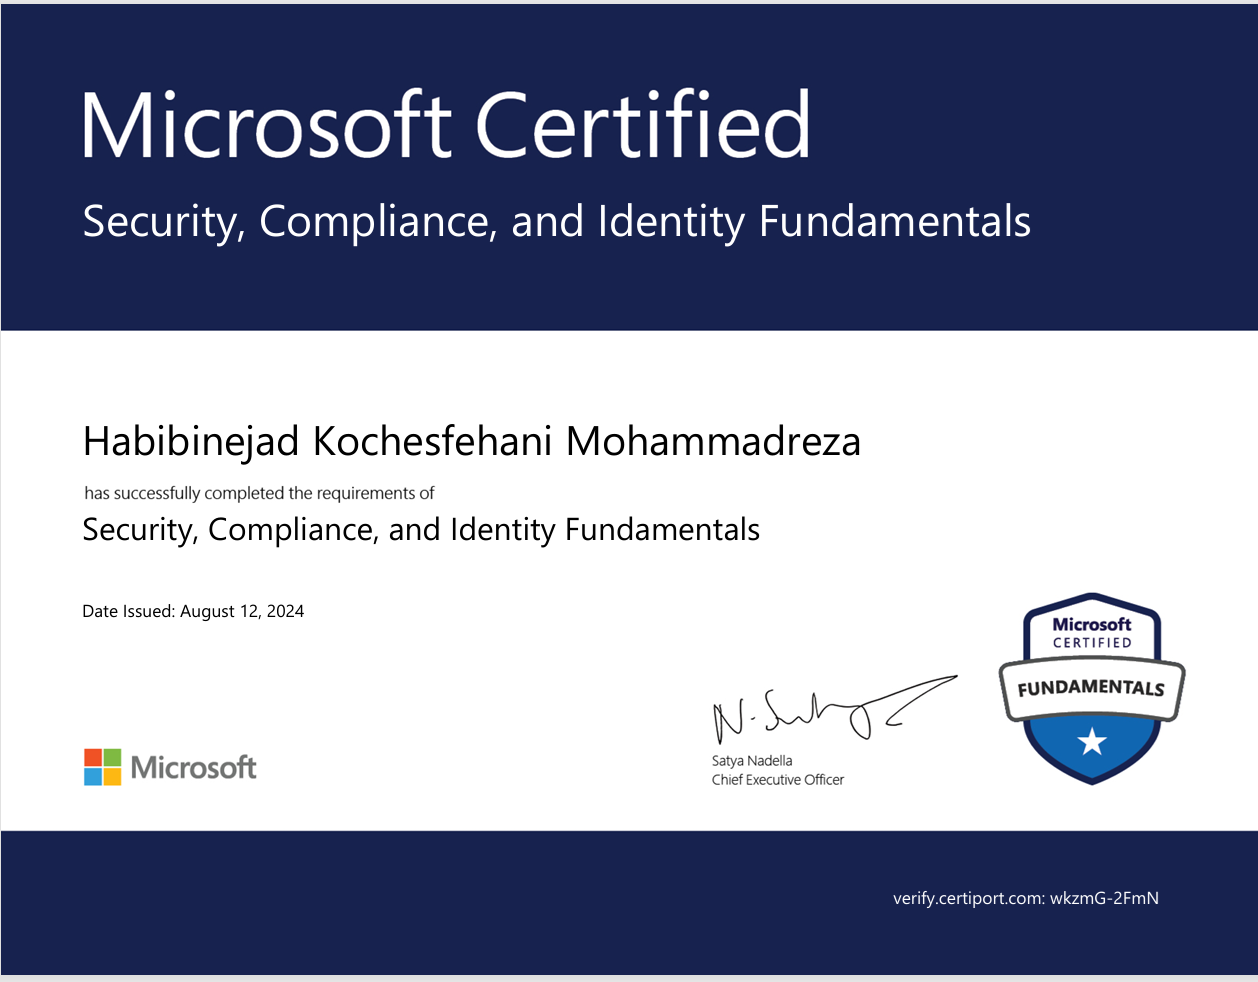 Microsoft Certified
Security, Compliance, and Identity Fundamentals
Habibinejad Kochesfehani Mohammadreza
has successfully completed the requirements of
Security, Compliance, and Identity Fundamentals
Date Issued: August 12, 2024
Microsoft
CERTIFIED
FUNDAMENTALS
N. Satya
Satya Nadella
Chief Executive Officer
Microsoft
verify.certiport.com: wkzmG-2FmN